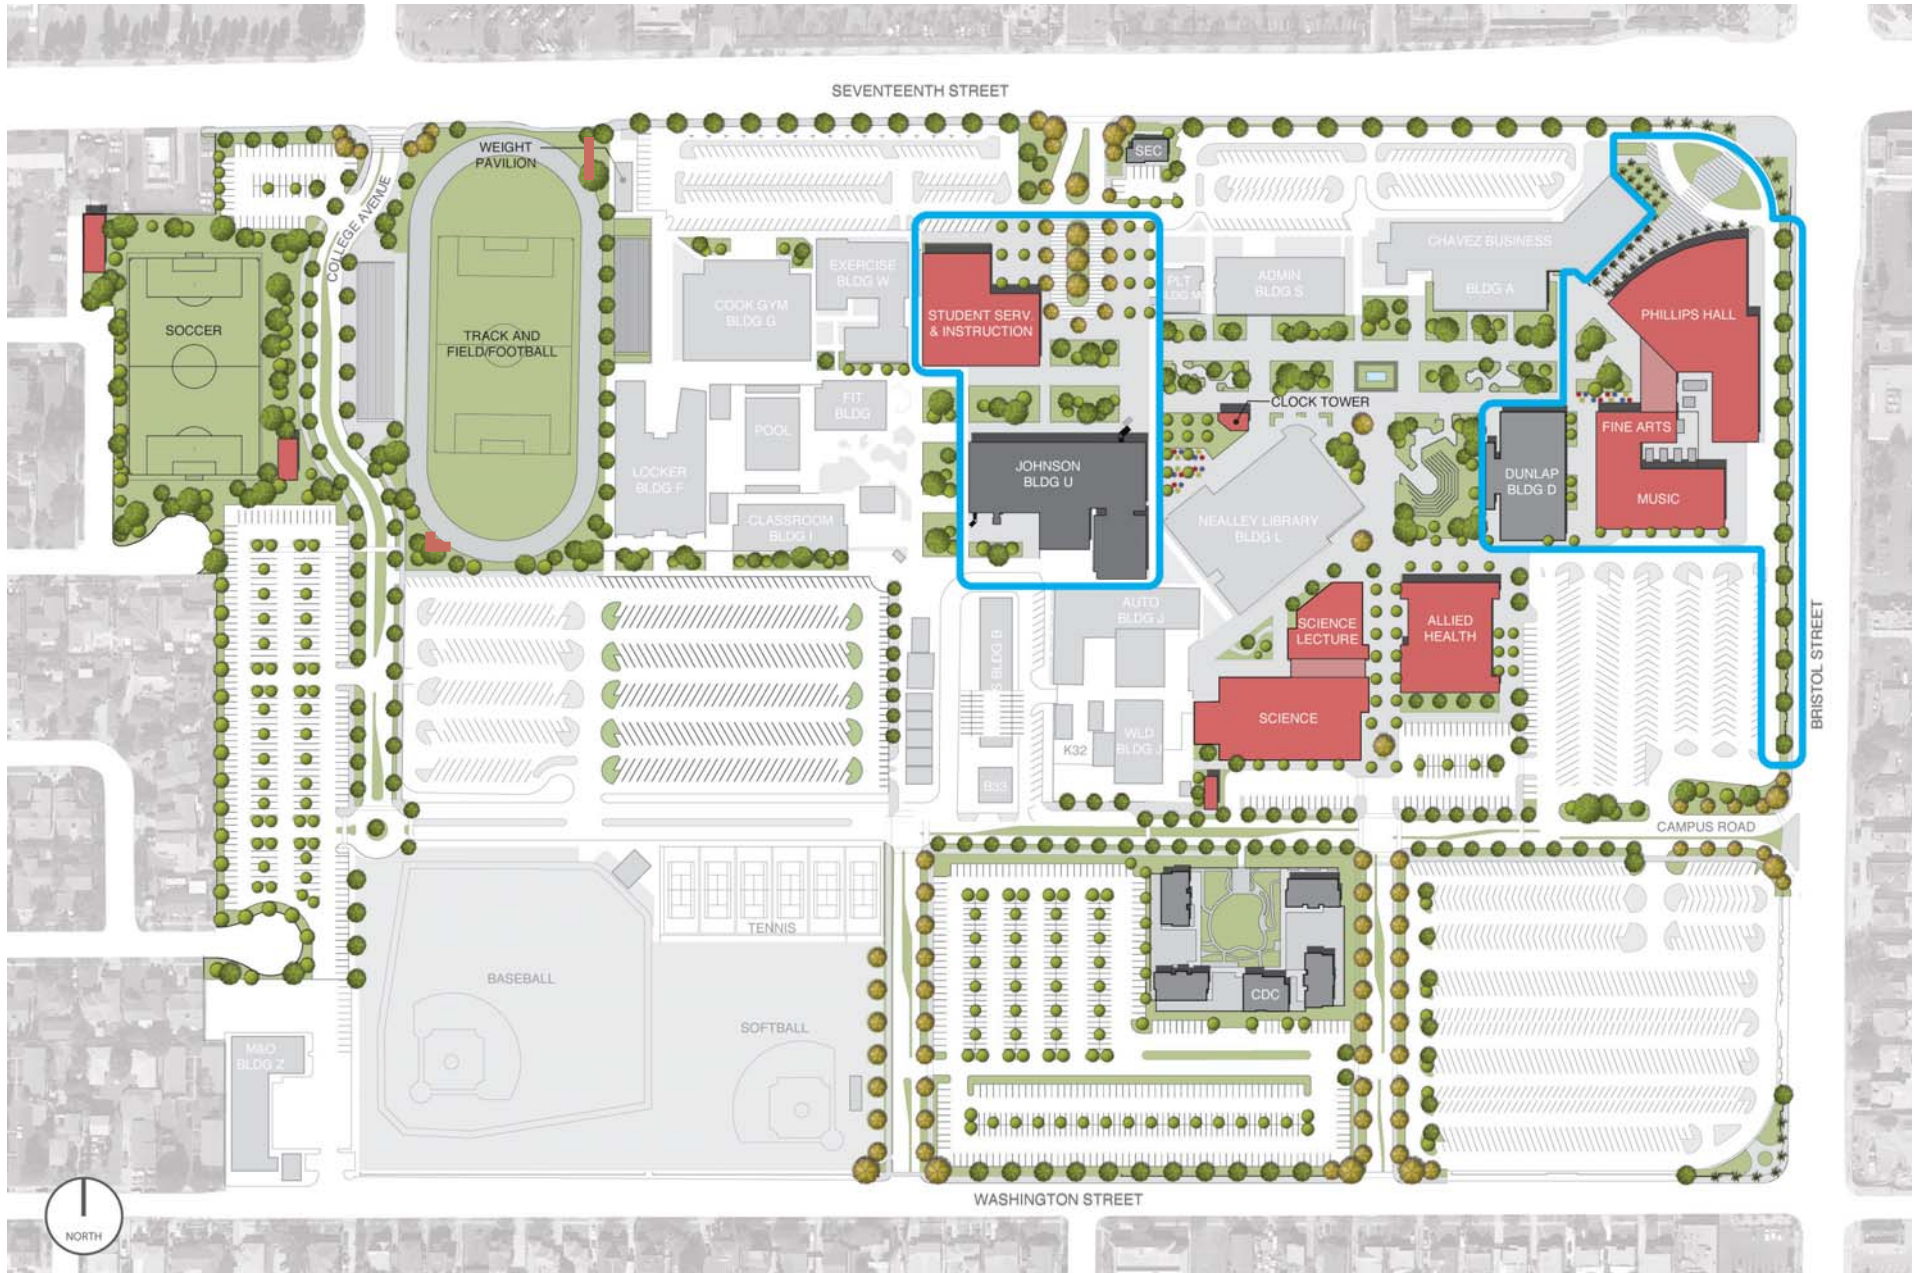 SEVENTEENTH STREET
WEIGHT
PAVILION
SEC
COLLEGE AVENUE
CHAVEZ BUSINESS
EXERCISE
BLDG W
ADMIN
BLDG S
PLT
BLDG M
BLDG A
COOK GYM
BLDG G
STUDENT SERV.
& INSTRUCTION
PHILLIPS HALL
SOCCER
TRACK AND
FIELD/FOOTBALL
FIT
BLDG
CLOCK TOWER
POOL
FINE ARTS
LOCKER
BLDG F
JOHNSON
BLDG U
DUNLAP
BLDG D
MUSIC
CLASSROOM
BLDG I
NEALLEY LIBRARY
BLDG L
AUTO
BLDG J
SCIENCE
LECTURE
ALLIED
HEALTH
BLDG B
BRISTOL STREET
SCIENCE
K32
WLD
BLDG J
B33
CAMPUS ROAD
TENNIS
BASEBALL
CDC
SOFTBALL
M&O
BLDG Z
WASHINGTON STREET
NORTH